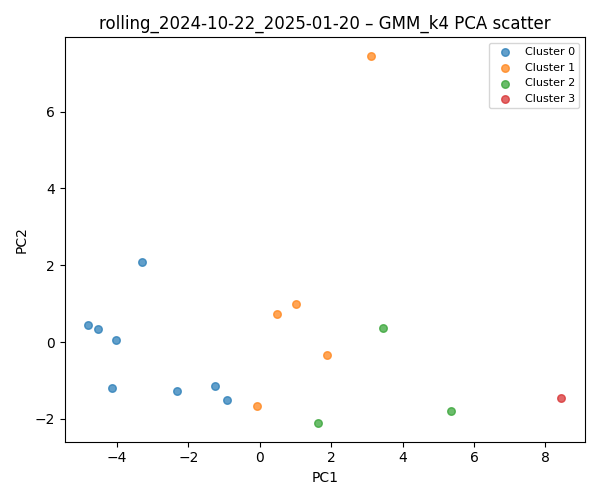 rolling_2024-10-22_2025-01-20 – GMM_k4 PCA scatter
Cluster 0
Cluster 1
Cluster 2
Cluster 3
6
4
2
0
−2
PC2
−4
−2
0
2
4
6
8
PC1